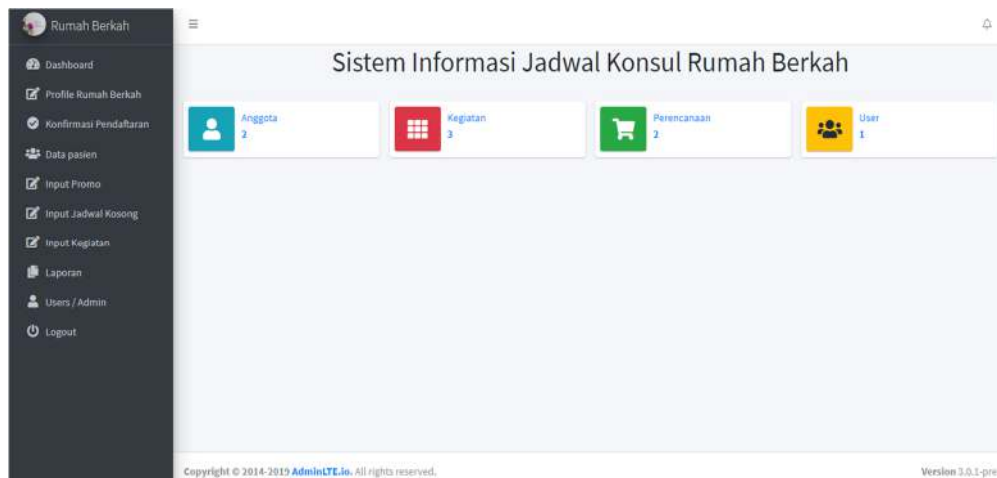 Rumah Berkah
Dashboard
Profile Rumah Berkah
Konfirmasi Pendaftaran
Data pasien
Input Promo
Input Jadwal Kosong
Input Kegiatan
Laporan
Users / Admin
Logout
Sistem Informasi Jadwal Konsul Rumah Berkah
Anggota
2
Kegiatan
3
Perencanaan
2
User
1
Copyright © 2014-2019 AdminLTE.io. All rights reserved.
Version 3.0.1-pre